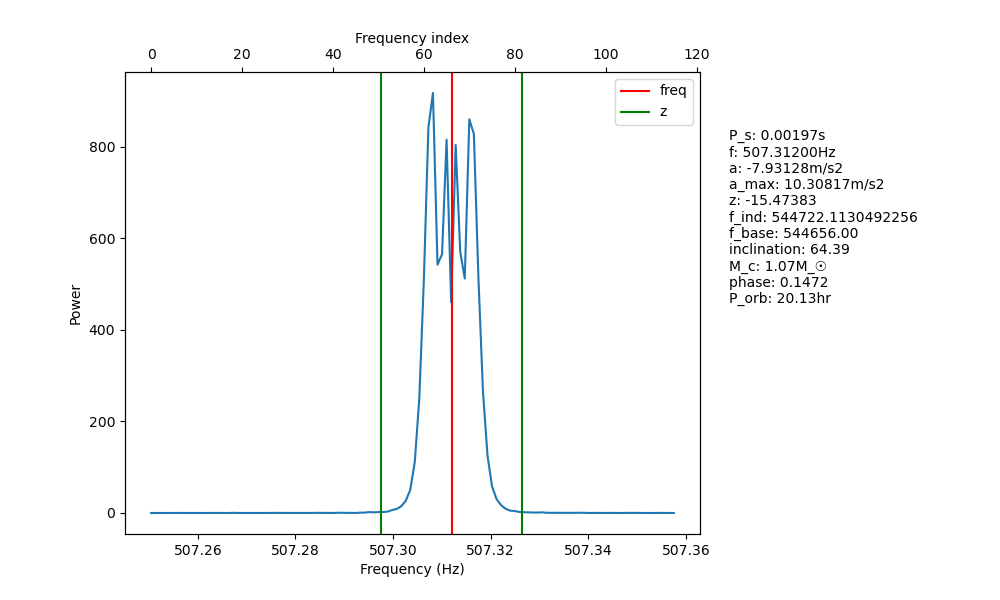 Frequency index
0 20 40 60 80 100 120
freq
z
800
600
400
200
0
Power
507.26 507.28 507.30 507.32 507.34 507.36
Frequency (Hz)
P_s: 0.00197s
f: 507.31200Hz
a: -7.93128m/s2
a_max: 10.30817m/s2
z: -15.47383
f_ind: 544722.1130492256
f_base: 544656.00
inclination: 64.39
M_c: 1.07M_☉
phase: 0.1472
P_orb: 20.13hr